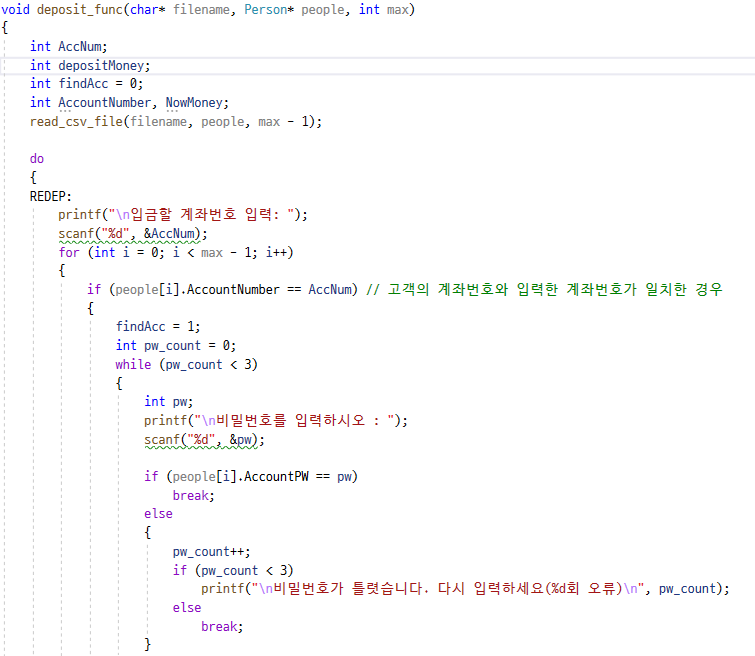 void deposit_func(char* filename, Person* people, int max)
{
    int AccNum;
    int depositMoney;
    int findAcc = 0;
    int AccountNumber, NowMoney;
    read_csv_file(filename, people, max - 1);

    do
    {
    REDEP:
        printf("\n입금할 계좌번호 입력: ");
        scanf("%d", &AccNum);
        for (int i = 0; i < max - 1; i++)
        {
            if (people[i].AccountNumber == AccNum) // 고객의 계좌번호와 입력한 계좌번호가 일치한 경우
            {
                findAcc = 1;
                int pw_count = 0;
                while (pw_count < 3)
                {
                    int pw;
                    printf("\n비밀번호를 입력하시오 : ");
                    scanf("%d", &pw);

                    if (people[i].AccountPW == pw)
                        break;
                    else
                    {
                        pw_count++;
                        if (pw_count < 3)
                            printf("\n비밀번호가 틀렷습니다. 다시 입력하세요(%d회 오류)\n", pw_count);
                        else
                            break;
                    }